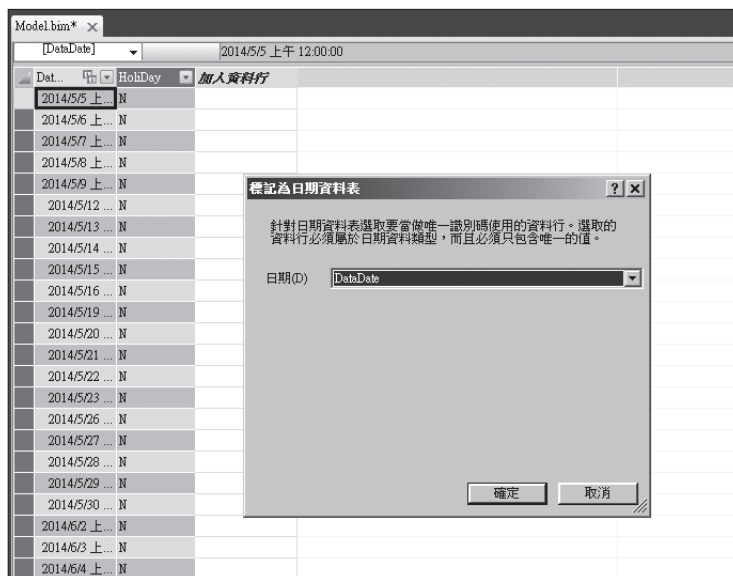 Model.bim*
[DataDate] 2014/5/5 上午 12:00:00
Dat... HoliDay 加入資料行
2014/5/5 上... N
2014/5/6 上... N
2014/5/7 上... N
2014/5/8 上... N
2014/5/9 上... N
2014/5/12 ... N
2014/5/13 ... N
2014/5/14 ... N
2014/5/15 ... N
2014/5/16 ... N
2014/5/19 ... N
2014/5/20 ... N
2014/5/21 ... N
2014/5/22 ... N
2014/5/23 ... N
2014/5/26 ... N
2014/5/27 ... N
2014/5/28 ... N
2014/5/29 ... N
2014/5/30 ... N
2014/6/2 上... N
2014/6/3 上... N
2014/6/4 上... N
標記為日期資料表
針對日期資料表選取要當做唯一識別碼使用的資料行。選取的
資料行必須屬於日期資料類型，而且必須只包含唯一的值。
日期(D) DataDate
確定 取消